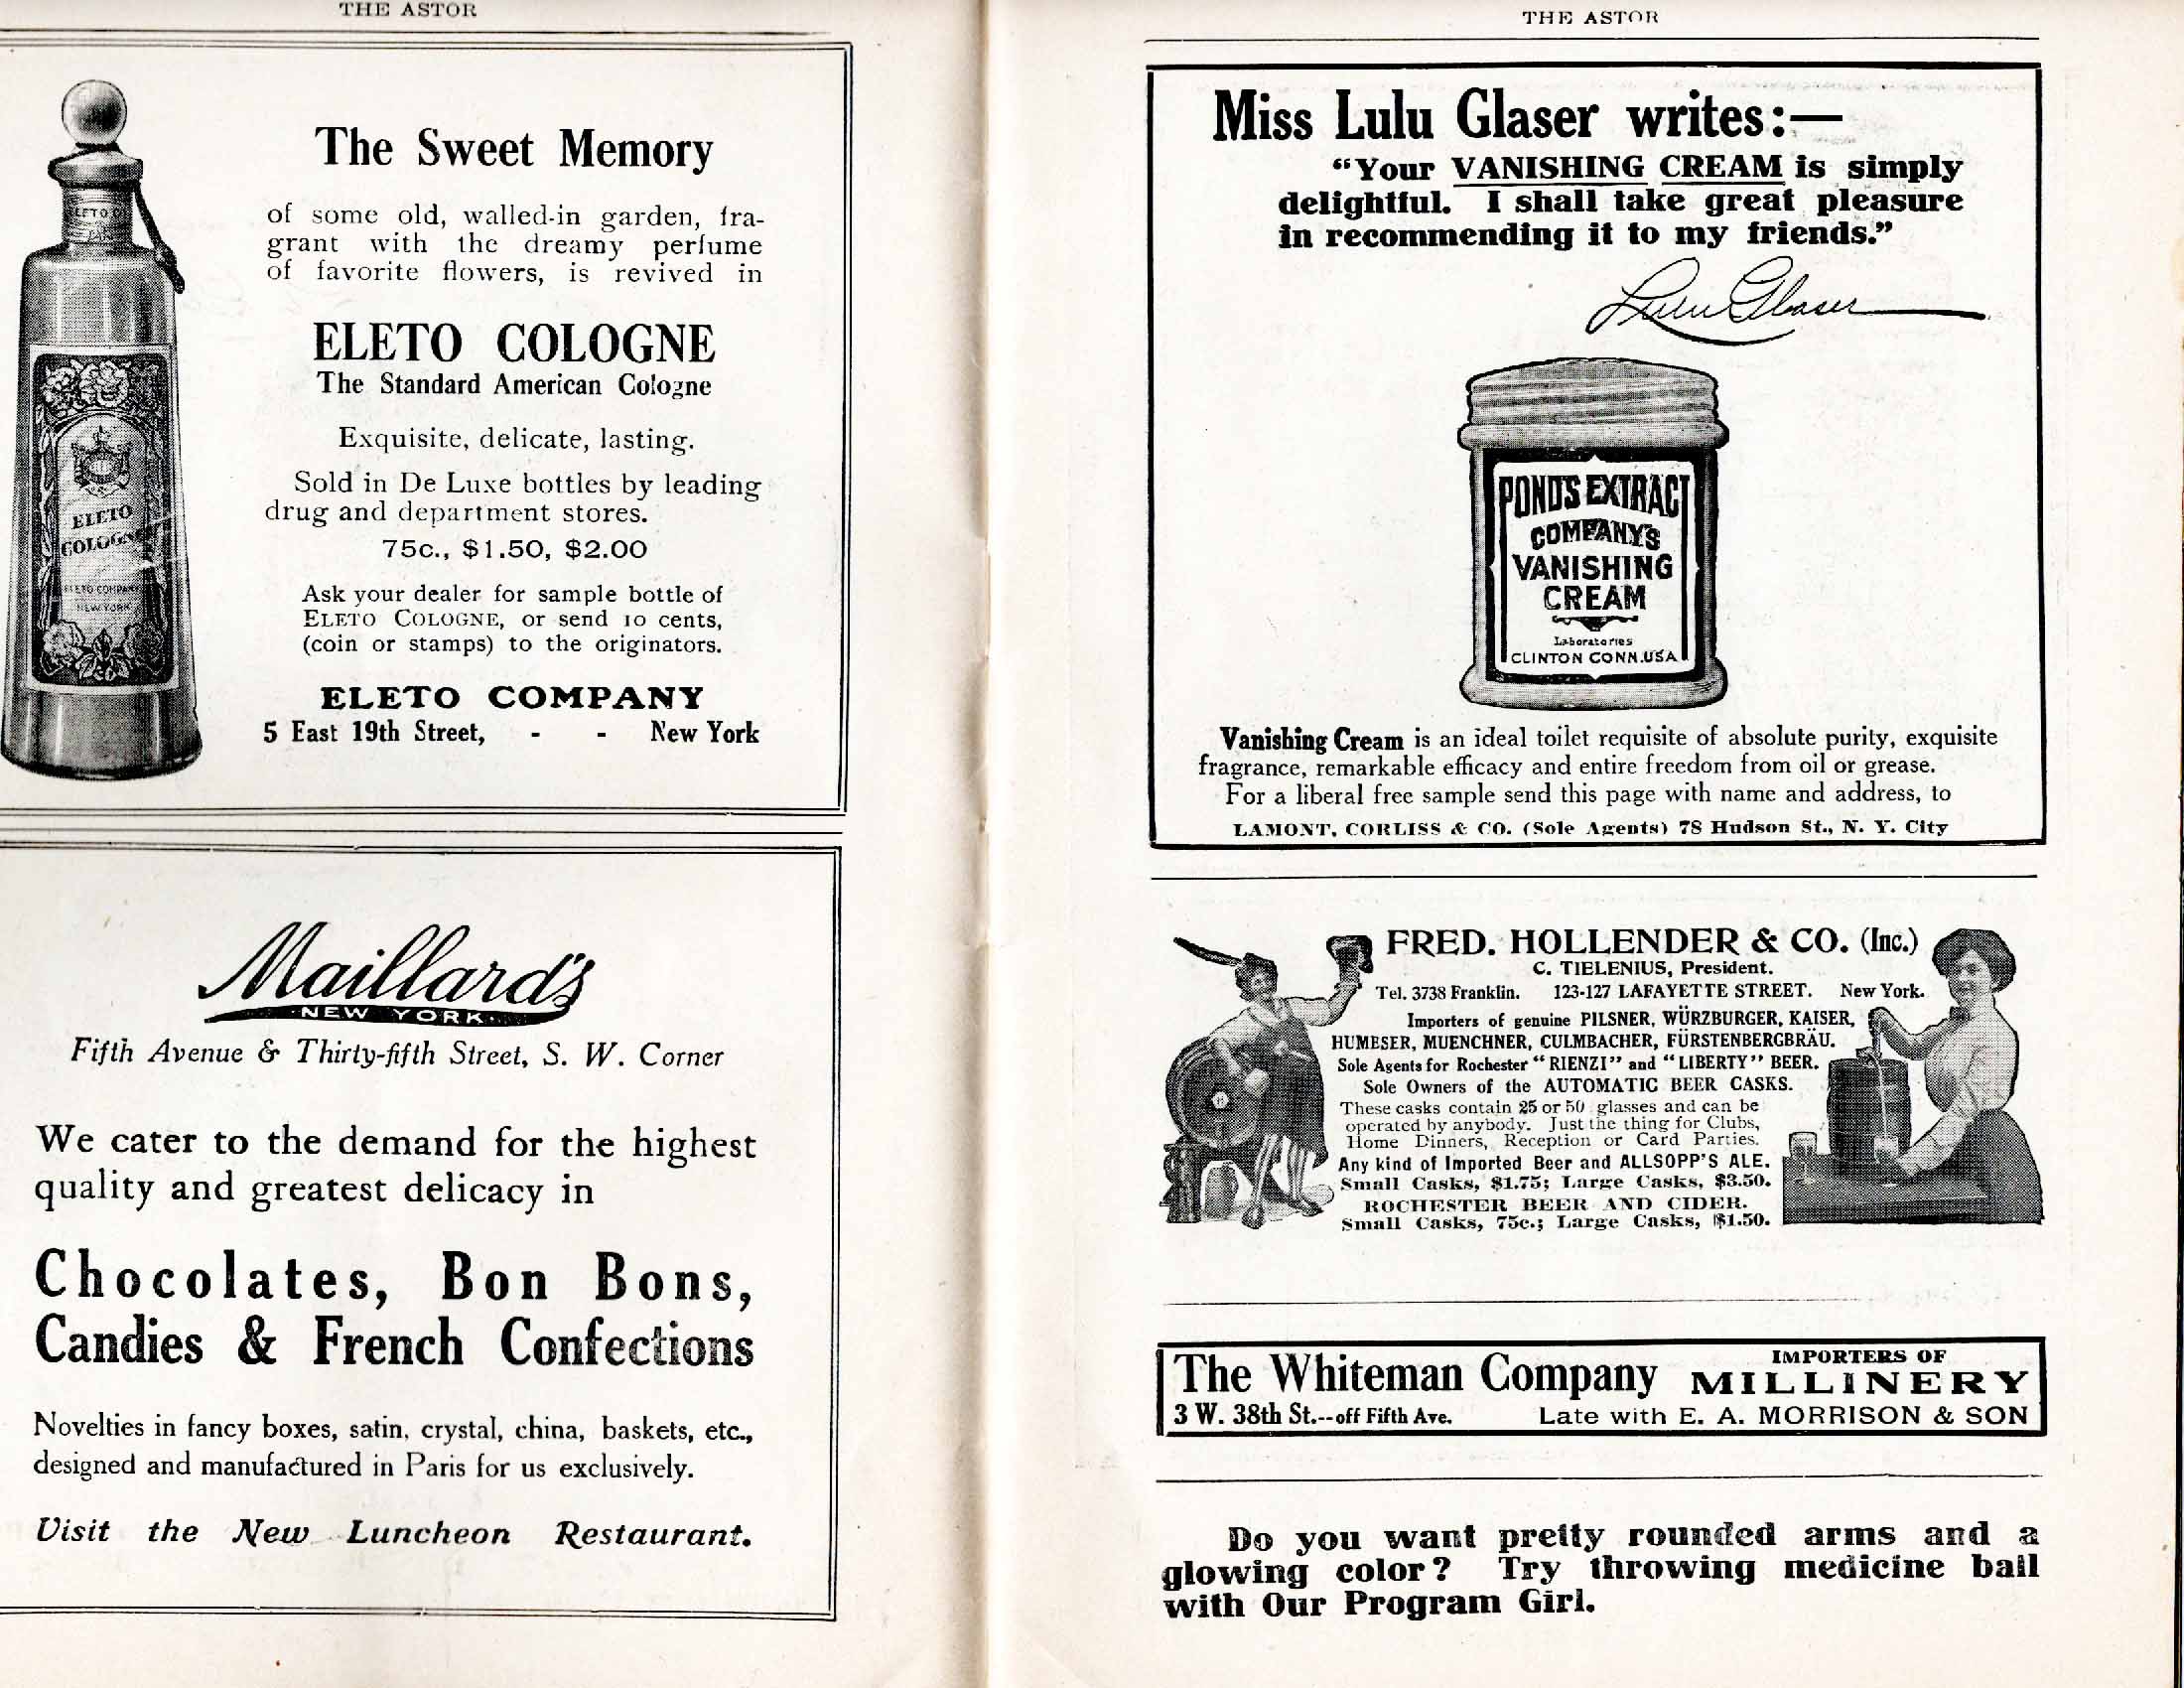 THE ASTOR
The Sweet Memory
of some old, walled-in garden, fra-
grant with the dreamy perfume
of favorite flowers, is revived in
ELETO COLOGNE
The Standard American Cologne
Exquisite, delicate, lasting.
Sold in De Luxe bottles by leading
drug and department stores.
75c., $1.50, $2.00
Ask your dealer for sample bottle of
ELETO COLOGNE, or send 10 cents,
(coin or stamps) to the originators.
ELETO COMPANY
5 East 19th Street, - - New York
ELETO
COLOGNE
ELETO COMPANY
NEW YORK
Maillard's
NEW YORK
Fifth Avenue & Thirty-fifth Street, S. W. Corner
We cater to the demand for the highest
quality and greatest delicacy in
Chocolates, Bon Bons,
Candies & French Confections
Novelties in fancy boxes, satin, crystal, china, baskets, etc.,
designed and manufactured in Paris for us exclusively.
Visit the New Luncheon Restaurant.
THE ASTOR
Miss Lulu Glaser writes:—
“Your VANISHING CREAM is simply
delightful. I shall take great pleasure
in recommending it to my friends.”
Lulu Glaser
POND'S EXTRACT
COMPANY'S
VANISHING
CREAM
Laboratories
CLINTON CONN. USA
Vanishing Cream is an ideal toilet requisite of absolute purity, exquisite
fragrance, remarkable efficacy and entire freedom from oil or grease.
For a liberal free sample send this page with name and address, to
LAMONT, CORLISS & CO. (Sole Agents) 78 Hudson St., N. Y. City
FRED. HOLLENDER & CO. (Inc.)
C. TIELENIUS, President.
Tel. 3738 Franklin. 123-127 LAFAYETTE STREET. New York.
Importers of genuine PILSNER, WÜRZBURGER, KAISER,
HUMESER, MUENCHNER, CULMBACHER, FÜRSTENBERGBRÄU.
Sole Agents for Rochester “RIENZI” and “LIBERTY” BEER.
Sole Owners of the AUTOMATIC BEER CASKS.
These casks contain 25 or 50 glasses and can be
operated by anybody. Just the thing for Clubs,
Home Dinners, Reception or Card Parties.
Any kind of Imported Beer and ALLSOPP'S ALE.
Small Casks, $1.75; Large Casks, $3.50.
ROCHESTER BEER AND CIDER.
Small Casks, 75c.; Large Casks, $1.50.
The Whiteman Company IMPORTERS OF
MILLINERY
3 W. 38th St.--off Fifth Ave. Late with E. A. MORRISON & SON
Do you want pretty rounded arms and a
glowing color? Try throwing medicine ball
with Our Program Girl.